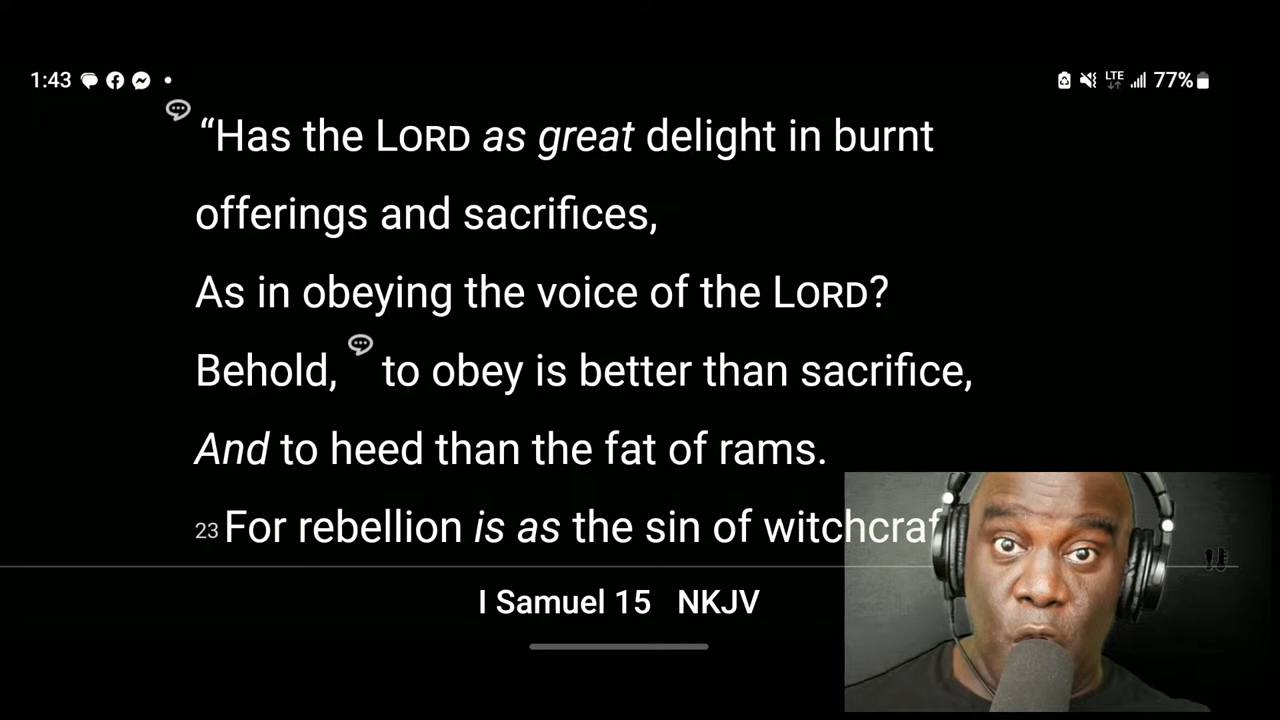 1:43
LTE
77%
“Has the LORD as great delight in burnt
offerings and sacrifices,
As in obeying the voice of the LORD?
Behold, to obey is better than sacrifice,
And to heed than the fat of rams.
23 For rebellion is as the sin of witchcraf
I Samuel 15 NKJV